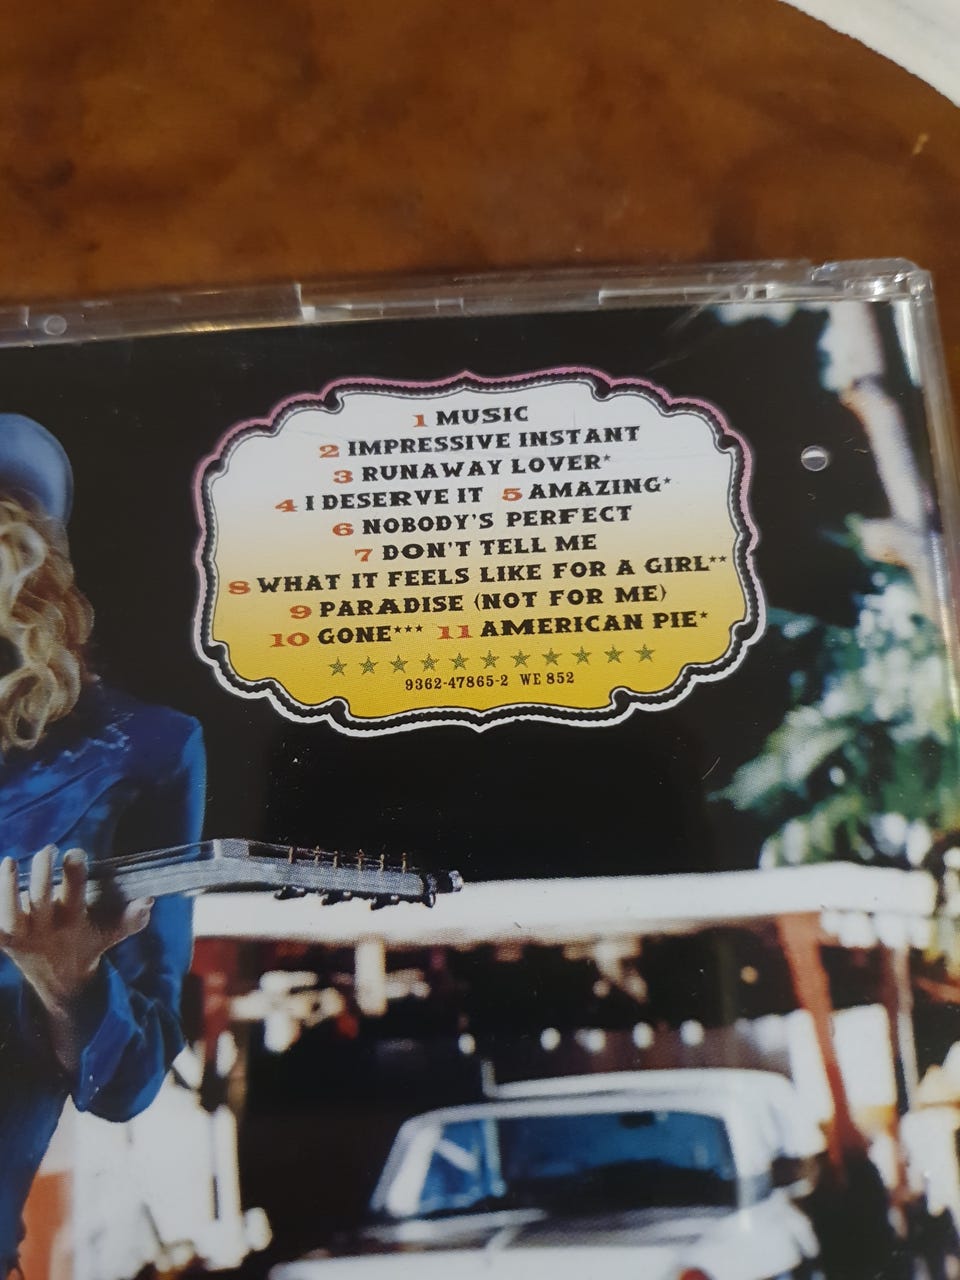 1 MUSIC
2 IMPRESSIVE INSTANT
3 RUNAWAY LOVER*
4 I DESERVE IT 5 AMAZING*
6 NOBODY'S PERFECT
7 DON'T TELL ME
8 WHAT IT FEELS LIKE FOR A GIRL**
9 PARADISE (NOT FOR ME)
10 GONE*** 11 AMERICAN PIE*
9362-47865-2 WE 852